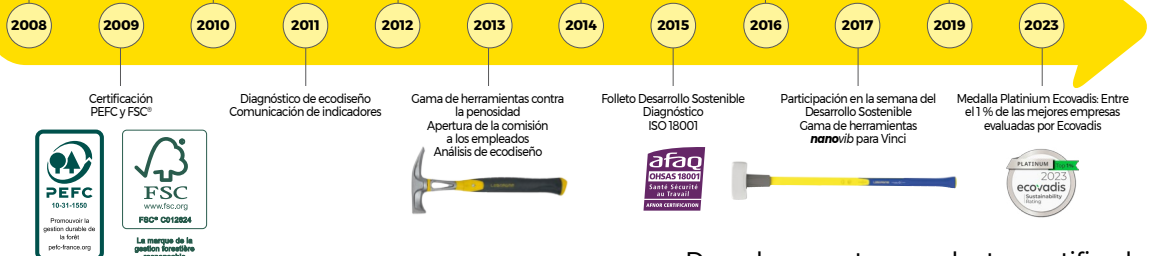 2008 2009 2010 2011 2012 2013 2014 2015 2016 2017 2019 2023
Certificación
PEFC y FSC®
PEFC
10-31-1550
Promouvoir la
gestion durable de
la forêt
pefc-france.org
FSC
www.fsc.org
FSC® C012824
La marque de la
gestion forestière
responsable
Diagnóstico de ecodiseño
Comunicación de indicadores
Gama de herramientas contra
la penosidad
Apertura de la comisión
a los empleados
Análisis de ecodiseño
Folleto Desarrollo Sostenible
Diagnóstico
ISO 18001
afaq
OHSAS 18001
Santé Sécurité
au Travail
AFNOR CERTIFICATION
Participación en la semana del
Desarrollo Sostenible
Gama de herramientas
nanovib para Vinci
Medalla Platinium Ecovadis: Entre
el 1 % de las mejores empresas
evaluadas por Ecovadis
PLATINUM Top 1%
2023
ecovadis
Sustainability
Rating